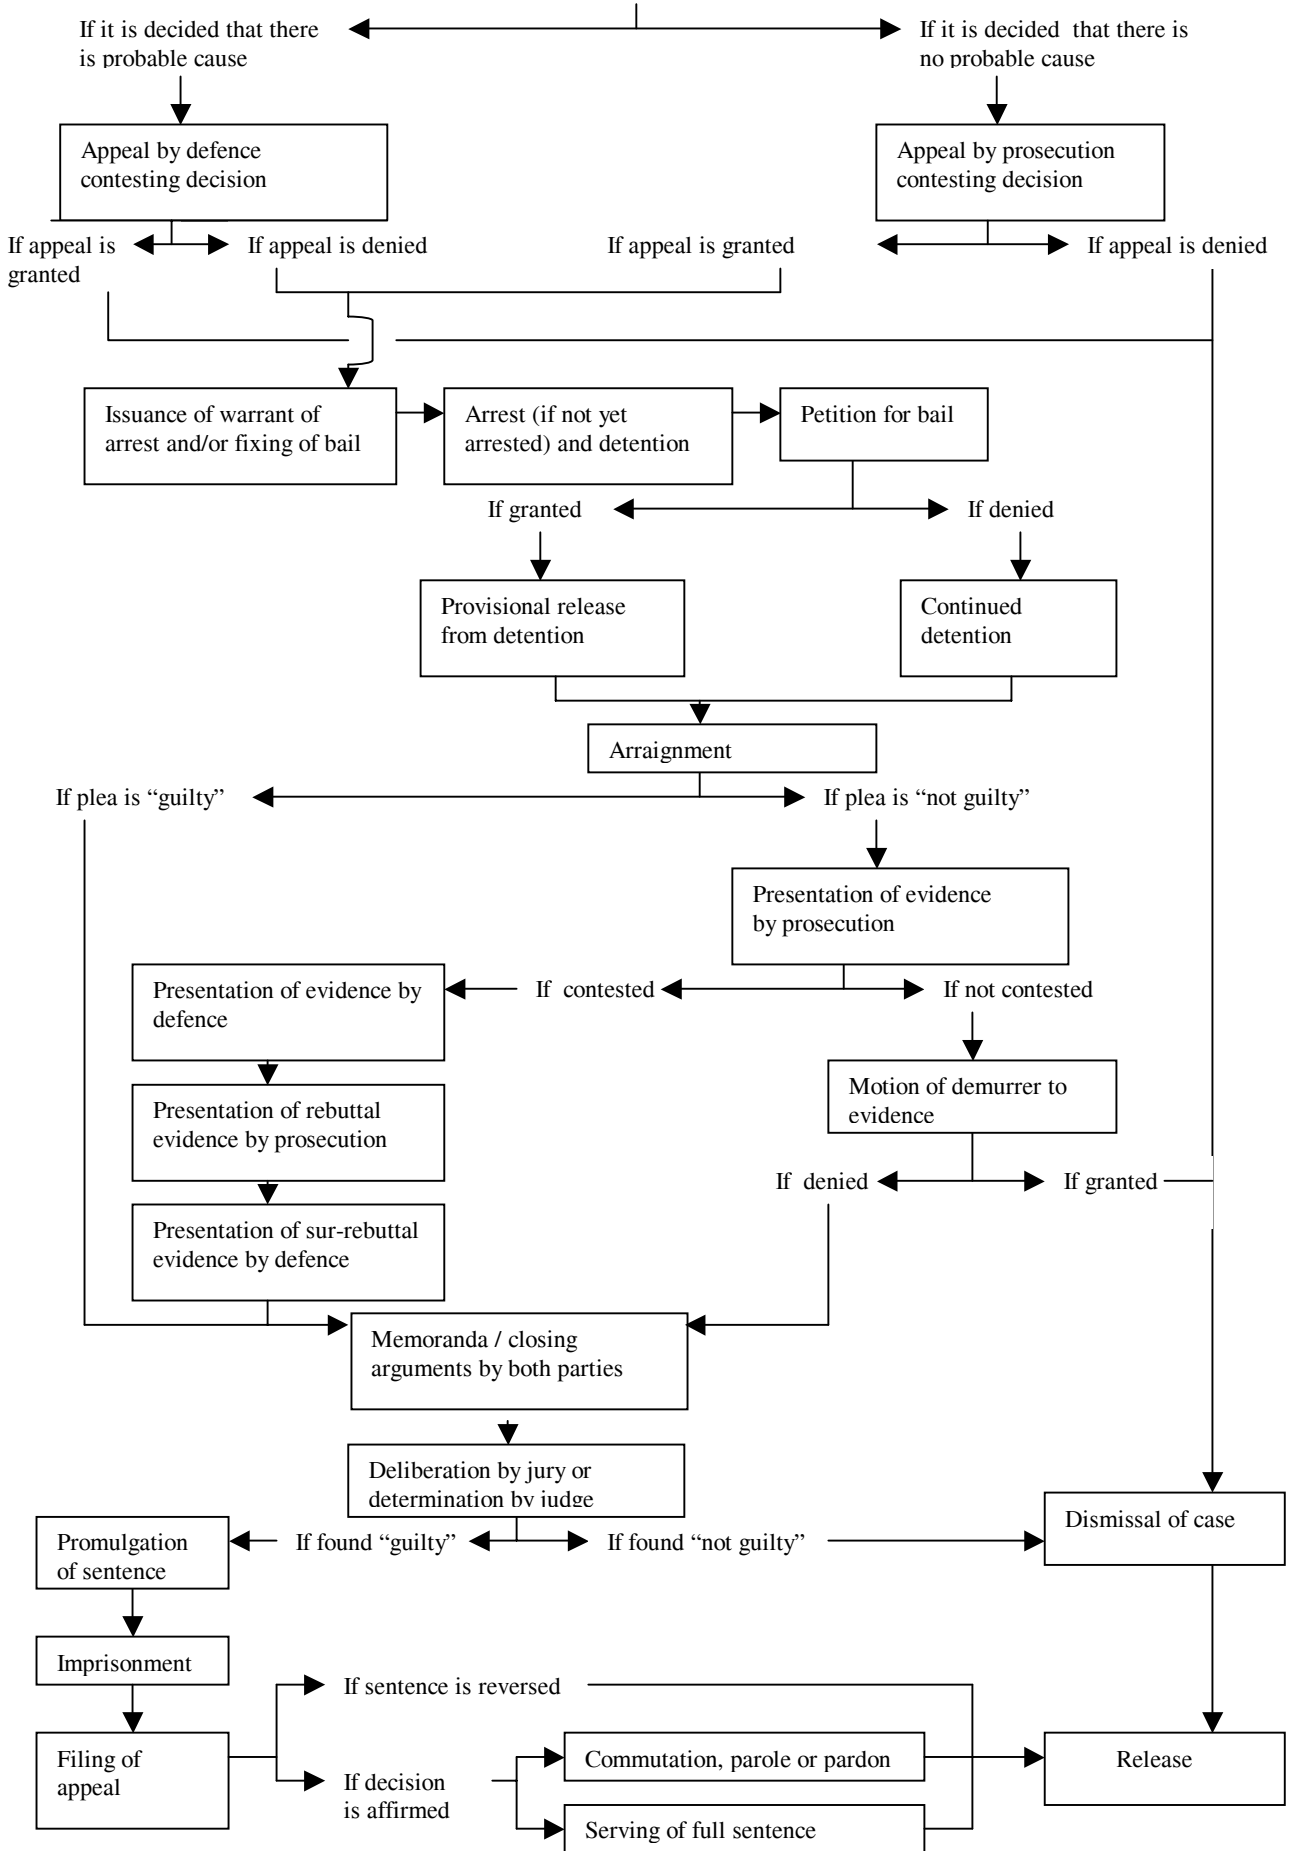 If it is decided that there
is probable cause
If it is decided that there is
no probable cause
Appeal by defence
contesting decision
Appeal by prosecution
contesting decision
If appeal is
granted
If appeal is denied
If appeal is granted
If appeal is denied
Issuance of warrant of
arrest and/or fixing of bail
Arrest (if not yet
arrested) and detention
Petition for bail
If granted
If denied
Provisional release
from detention
Continued
detention
Arraignment
If plea is “guilty”
If plea is “not guilty”
Presentation of evidence
by prosecution
Presentation of evidence by
defence
If contested
If not contested
Motion of demurrer to
evidence
Presentation of rebuttal
evidence by prosecution
If denied
If granted
Presentation of sur-rebuttal
evidence by defence
Memoranda / closing
arguments by both parties
Deliberation by jury or
determination by judge
Dismissal of case
Promulgation
of sentence
If found “guilty”
If found “not guilty”
Imprisonment
If sentence is reversed
Filing of
appeal
If decision
is affirmed
Commutation, parole or pardon
Release
Serving of full sentence